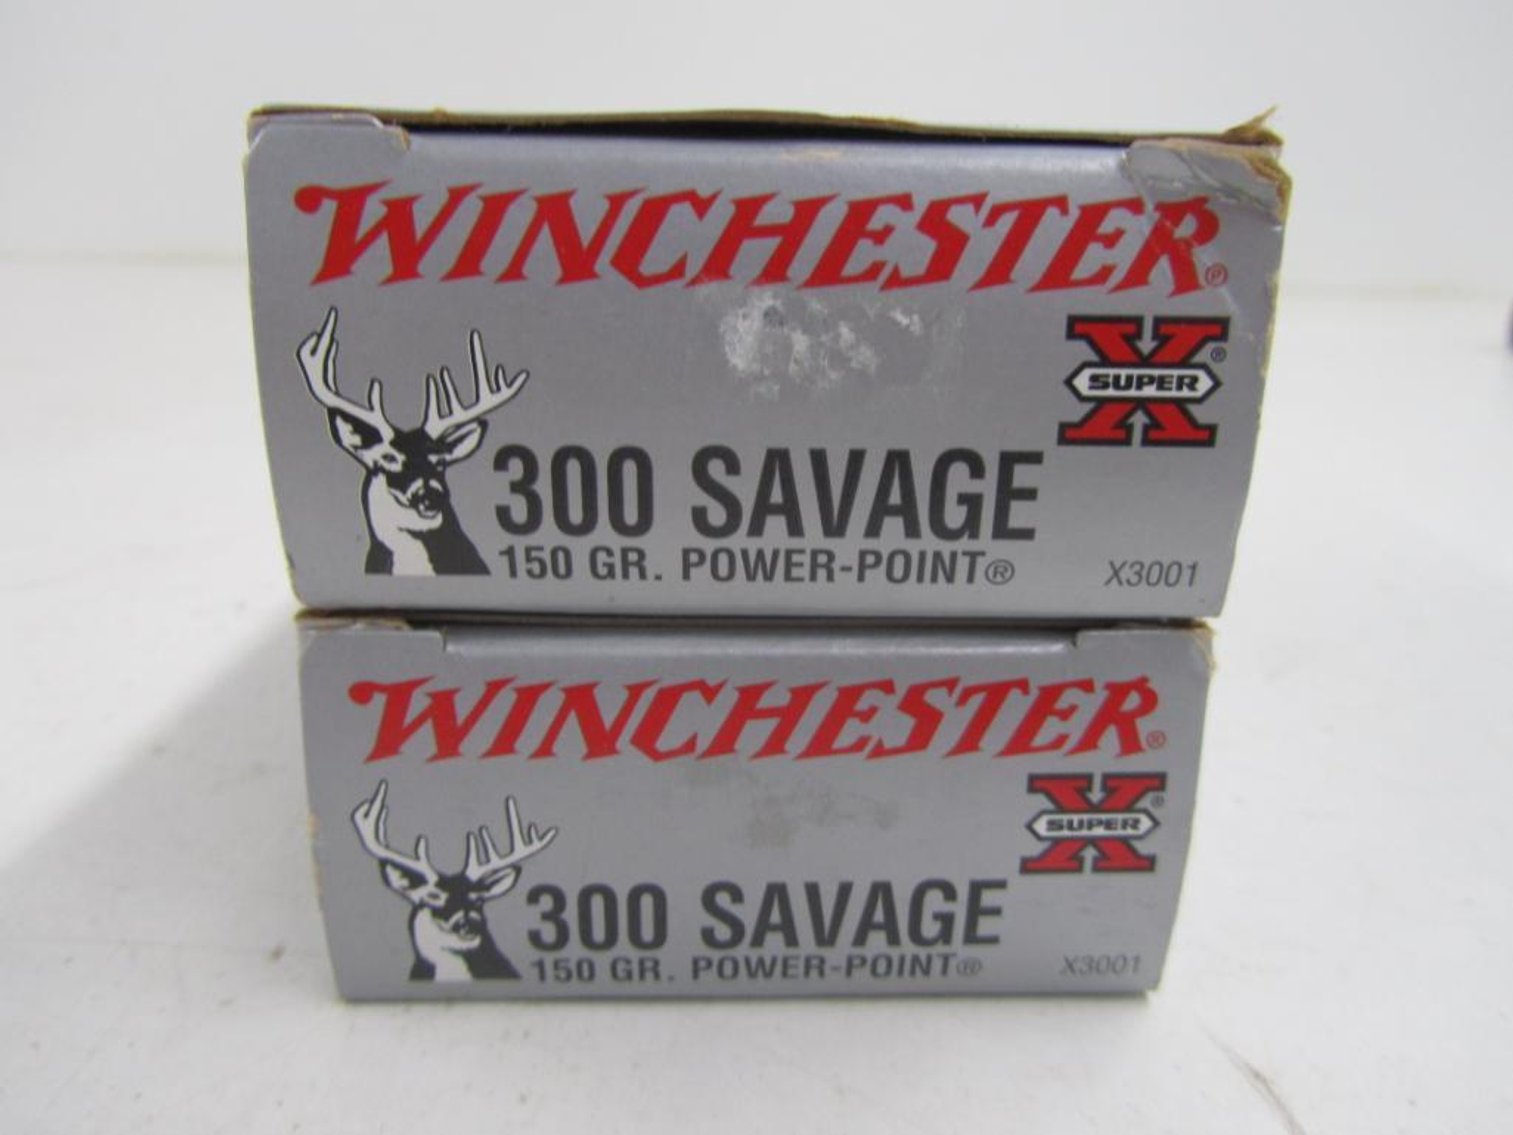 WINCHESTER®
X® SUPER
300 SAVAGE
150 GR. POWER-POINT® X3001
WINCHESTER®
X® SUPER
300 SAVAGE
150 GR. POWER-POINT® X3001